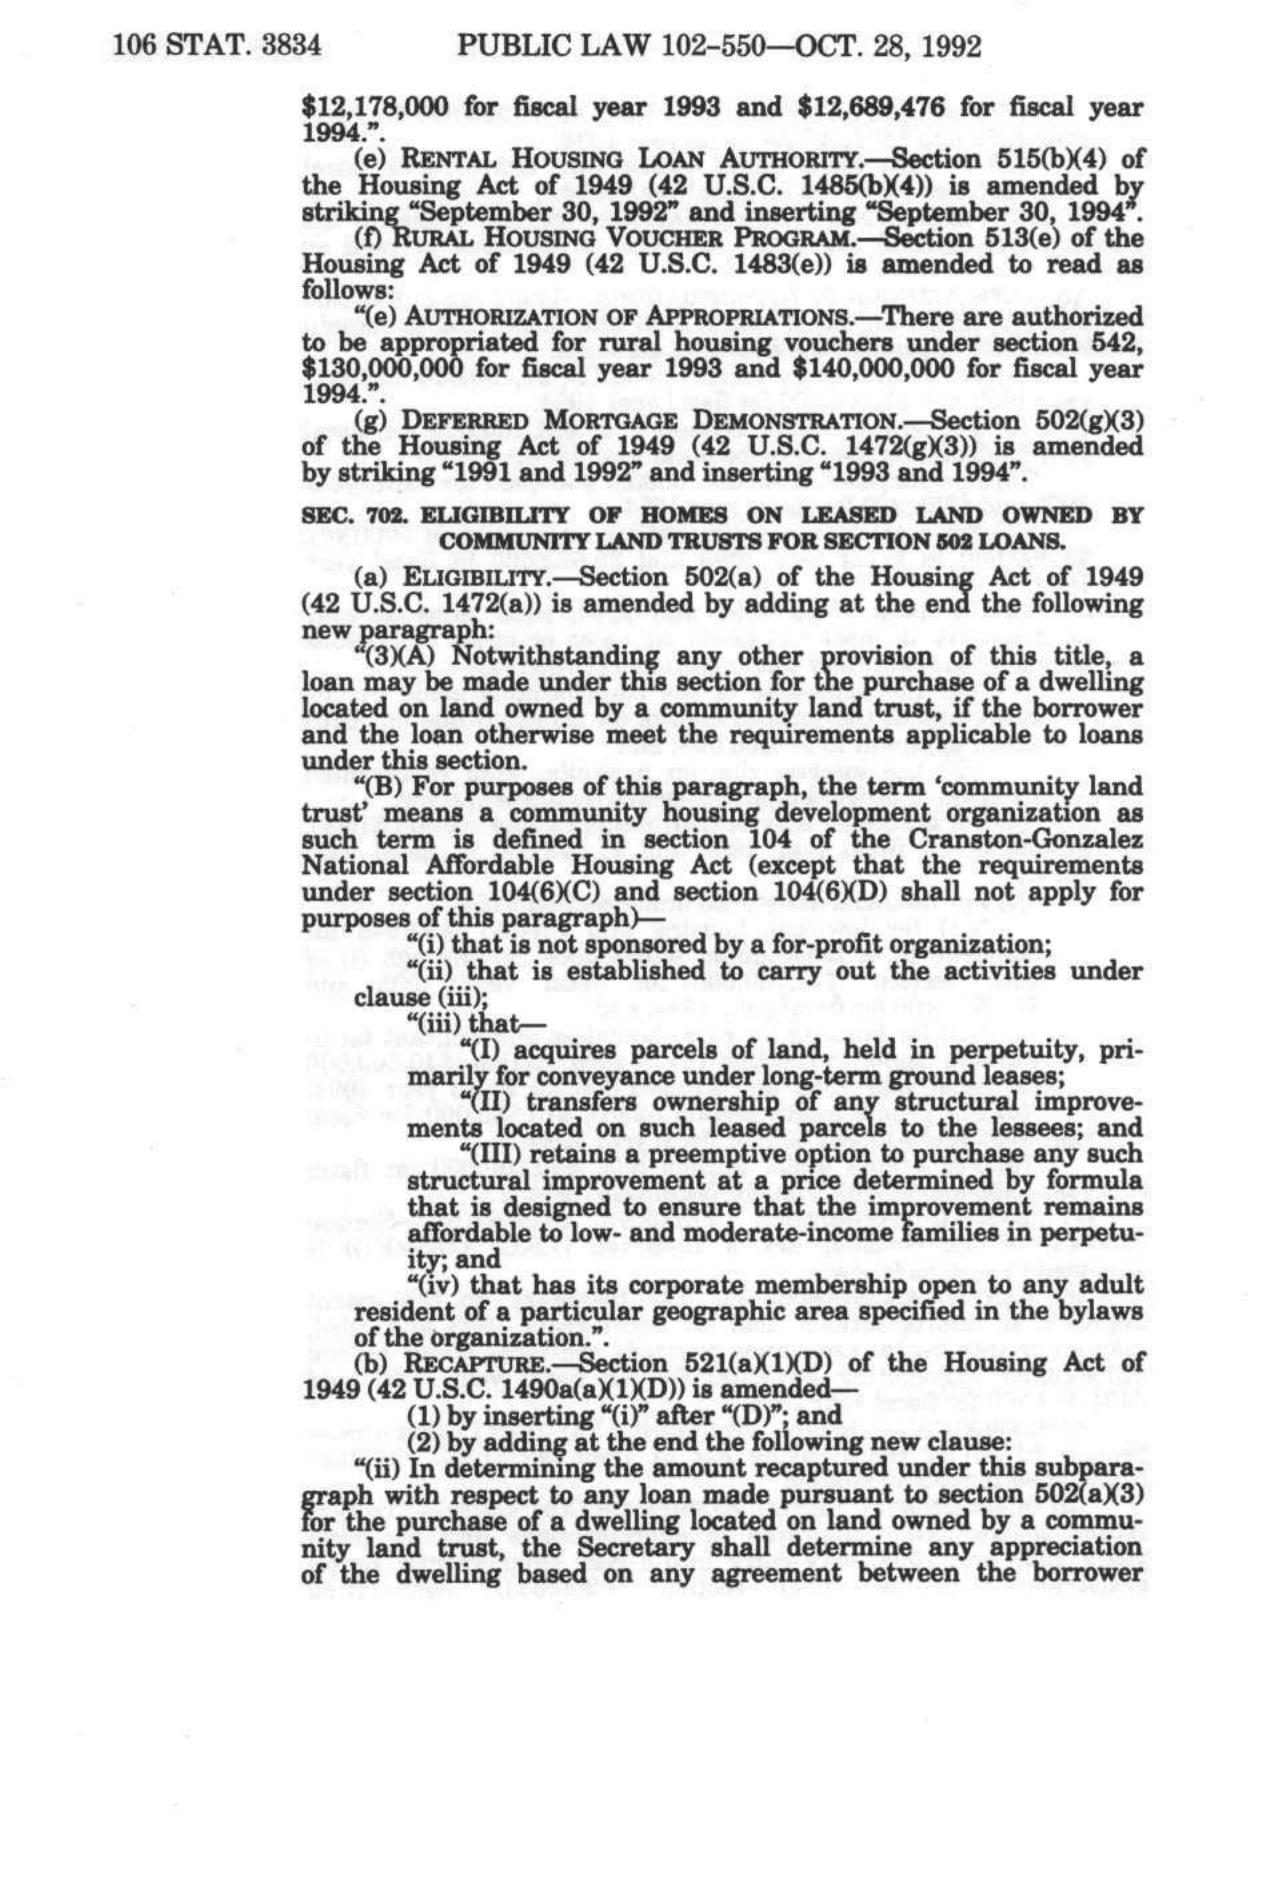 106 STAT. 3834 PUBLIC LAW 102-550—OCT. 28, 1992
$12,178,000 for fiscal year 1993 and $12,689,476 for fiscal year
1994.”.
(e) RENTAL HOUSING LOAN AUTHORITY.—Section 515(b)(4) of
the Housing Act of 1949 (42 U.S.C. 1485(b)(4)) is amended by
striking “September 30, 1992” and inserting “September 30, 1994”.
(f) RURAL HOUSING VOUCHER PROGRAM.—Section 513(e) of the
Housing Act of 1949 (42 U.S.C. 1483(e)) is amended to read as
follows:
“(e) AUTHORIZATION OF APPROPRIATIONS.—There are authorized
to be appropriated for rural housing vouchers under section 542,
$130,000,000 for fiscal year 1993 and $140,000,000 for fiscal year
1994.”.
(g) DEFERRED MORTGAGE DEMONSTRATION.—Section 502(g)(3)
of the Housing Act of 1949 (42 U.S.C. 1472(g)(3)) is amended
by striking “1991 and 1992” and inserting “1993 and 1994”.
SEC. 702. ELIGIBILITY OF HOMES ON LEASED LAND OWNED BY
COMMUNITY LAND TRUSTS FOR SECTION 502 LOANS.
(a) ELIGIBILITY.—Section 502(a) of the Housing Act of 1949
(42 U.S.C. 1472(a)) is amended by adding at the end the following
new paragraph:
“(3)(A) Notwithstanding any other provision of this title, a
loan may be made under this section for the purchase of a dwelling
located on land owned by a community land trust, if the borrower
and the loan otherwise meet the requirements applicable to loans
under this section.
“(B) For purposes of this paragraph, the term ‘community land
trust’ means a community housing development organization as
such term is defined in section 104 of the Cranston-Gonzalez
National Affordable Housing Act (except that the requirements
under section 104(6)(C) and section 104(6)(D) shall not apply for
purposes of this paragraph)—
“(i) that is not sponsored by a for-profit organization;
“(ii) that is established to carry out the activities under
clause (iii);
“(iii) that—
“(I) acquires parcels of land, held in perpetuity, pri-
marily for conveyance under long-term ground leases;
“(II) transfers ownership of any structural improve-
ments located on such leased parcels to the lessees; and
“(III) retains a preemptive option to purchase any such
structural improvement at a price determined by formula
that is designed to ensure that the improvement remains
affordable to low- and moderate-income families in perpetu-
ity; and
“(iv) that has its corporate membership open to any adult
resident of a particular geographic area specified in the bylaws
of the organization.”.
(b) RECAPTURE.—Section 521(a)(1)(D) of the Housing Act of
1949 (42 U.S.C. 1490a(a)(1)(D)) is amended—
(1) by inserting “(i)” after “(D)”; and
(2) by adding at the end the following new clause:
“(ii) In determining the amount recaptured under this subpara-
graph with respect to any loan made pursuant to section 502(a)(3)
for the purchase of a dwelling located on land owned by a commu-
nity land trust, the Secretary shall determine any appreciation
of the dwelling based on any agreement between the borrower